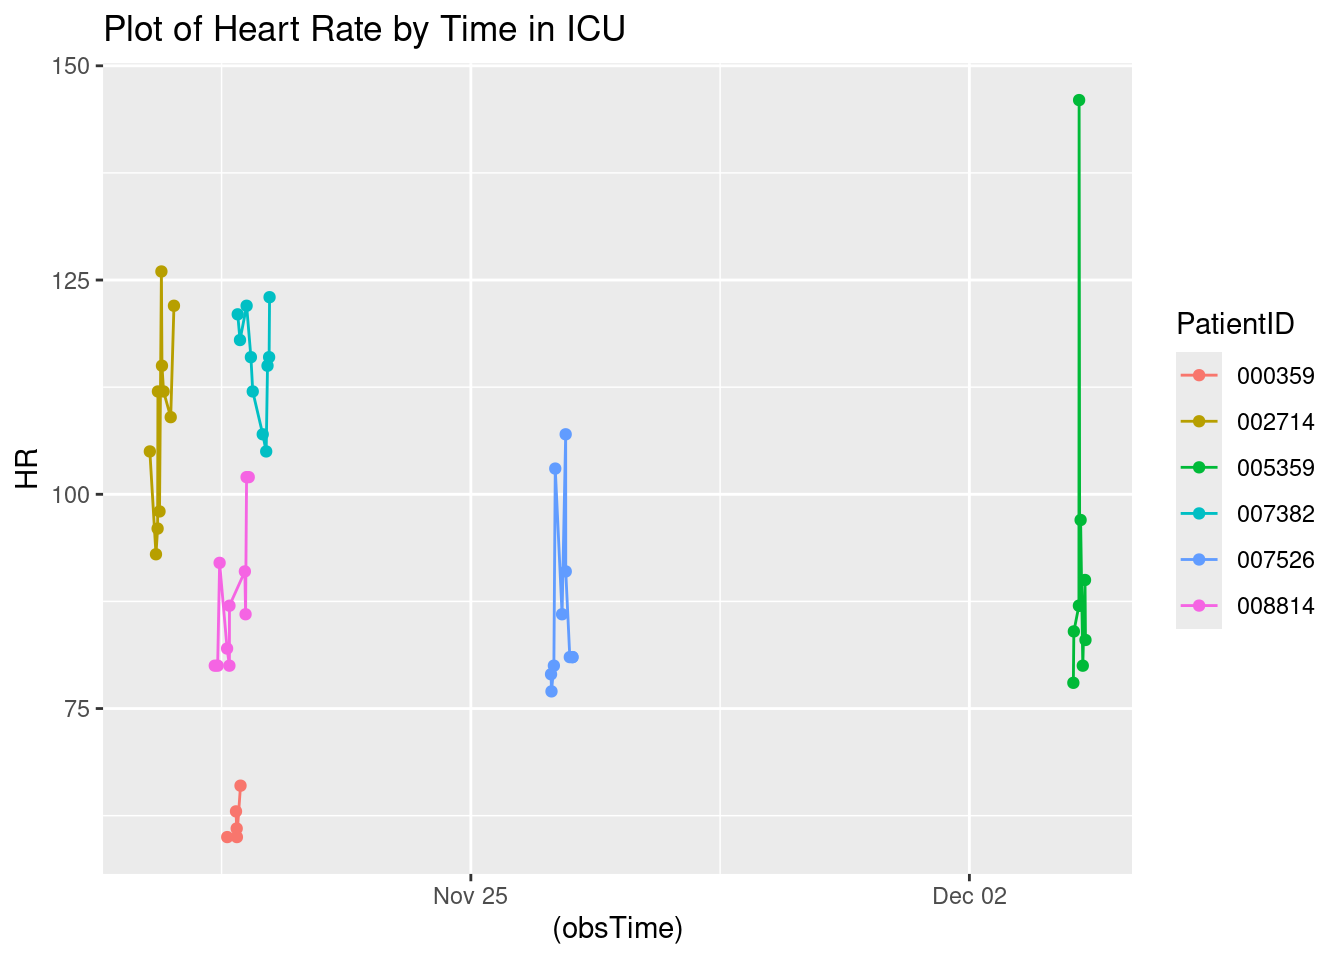 Plot of Heart Rate by Time in ICU
150
125
100
75
HR
Nov 25
Dec 02
(obsTime)
PatientID
000359
002714
005359
007382
007526
008814